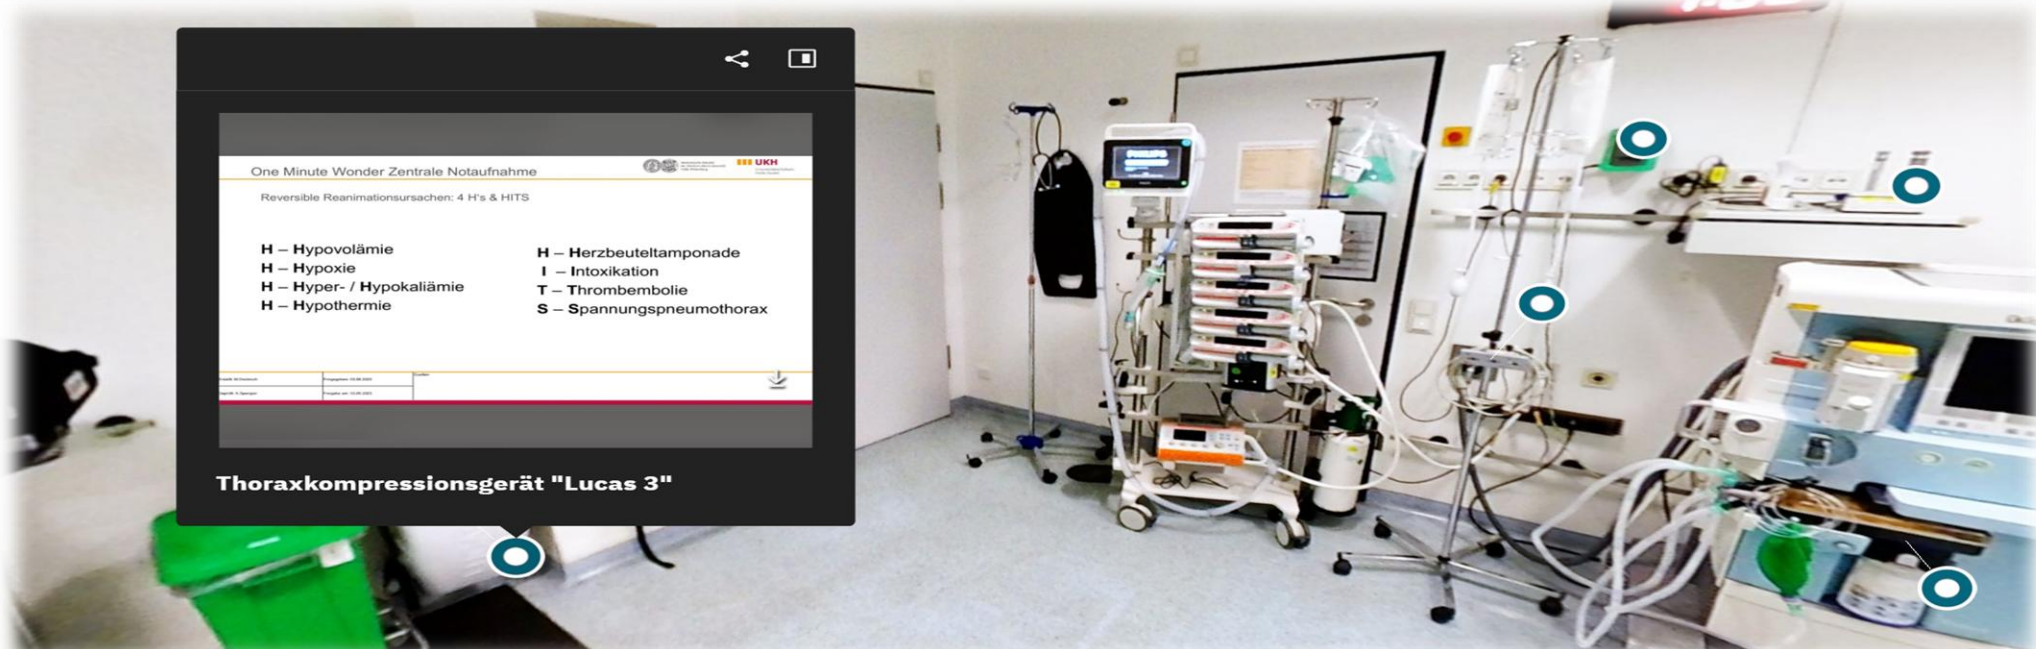 One Minute Wonder Zentrale Notaufnahme
UKH
Reversible Reanimationsursachen: 4 H's & HITS
H – Hypovolämie
H – Hypoxie
H – Hyper- / Hypokaliämie
H – Hypothermie
H – Herzbeuteltamponade
I – Intoxikation
T – Thrombembolie
S – Spannungspneumothorax
Thoraxkompressionsgerät "Lucas 3"
PHILIPS